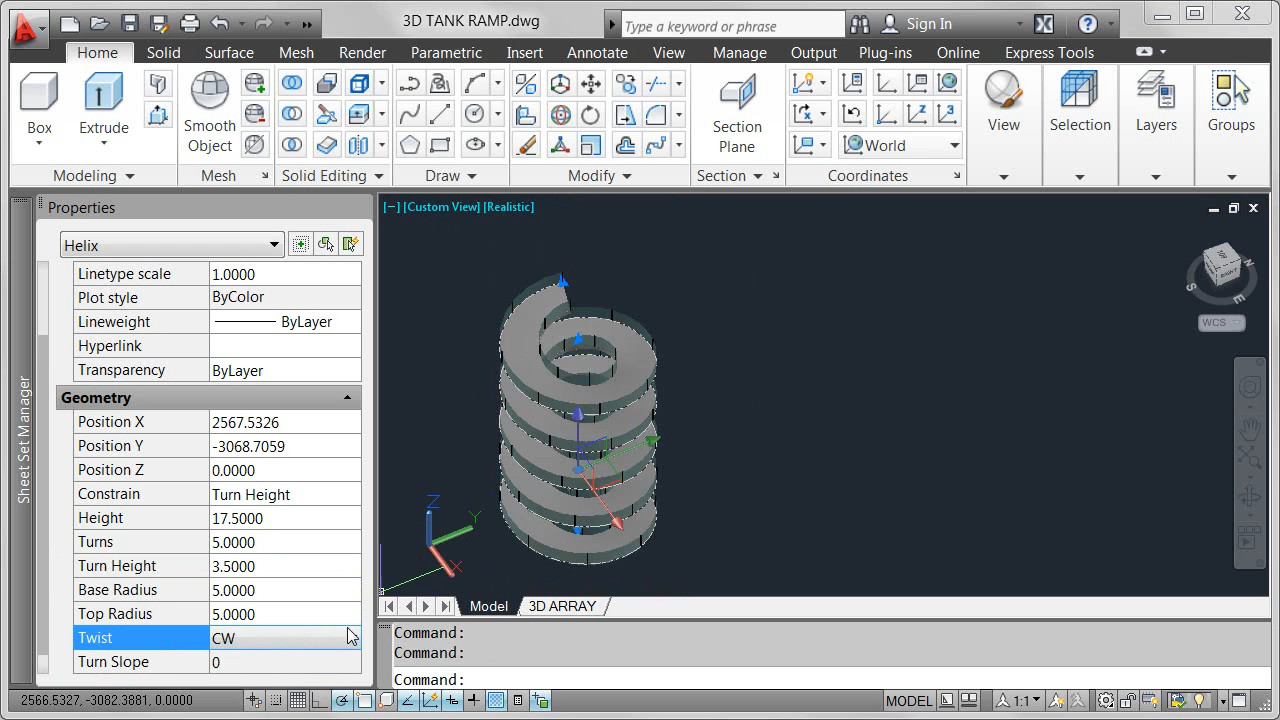 3D TANK RAMP.dwg
Type a keyword or phrase
Sign In
Home Solid Surface Mesh Render Parametric Insert Annotate View Manage Output Plug-ins Online Express Tools
Box
Extrude
Smooth Object
Section Plane
World
View
Selection
Layers
Groups
Modeling
Mesh
Solid Editing
Draw
Modify
Section
Coordinates
Properties
Helix
Linetype scale 1.0000
Plot style ByColor
Lineweight ByLayer
Hyperlink
Transparency ByLayer
Geometry
Position X 2567.5326
Position Y -3068.7059
Position Z 0.0000
Constrain Turn Height
Height 17.5000
Turns 5.0000
Turn Height 3.5000
Base Radius 5.0000
Top Radius 5.0000
Twist CW
Turn Slope 0
Sheet Set Manager
[−] [Custom View] [Realistic]
N
S
E
RIGHT
WCS
Z
Y
X
Model 3D ARRAY
Command:
Command:
Command:
2566.5327, -3082.3881, 0.0000
MODEL
1:1